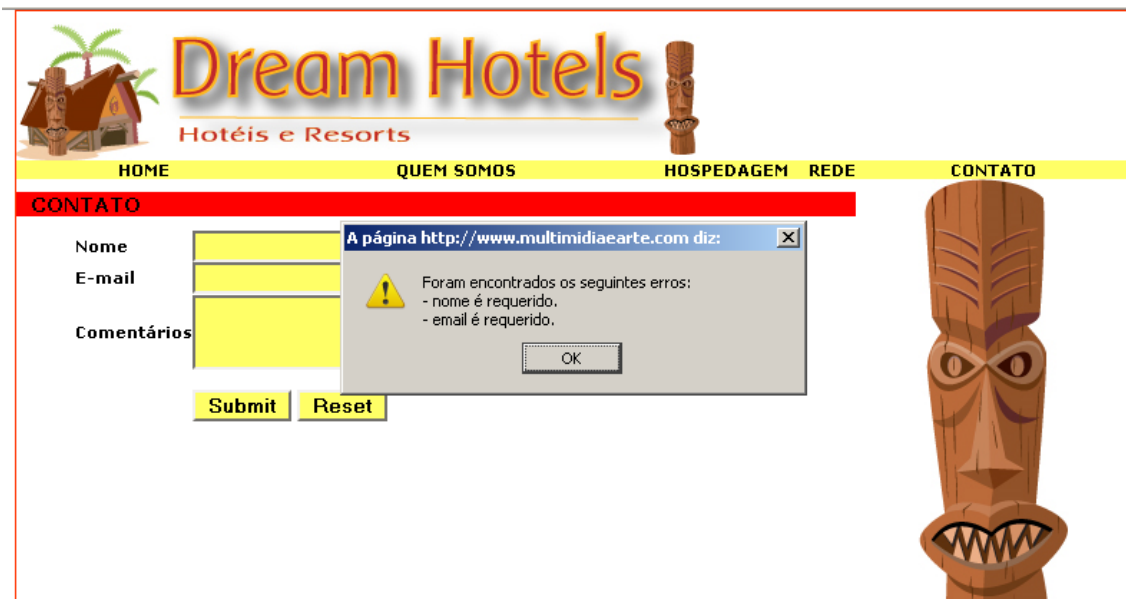 Dream Hotels
Hotéis e Resorts
HOME QUEM SOMOS HOSPEDAGEM REDE CONTATO
CONTATO
A página http://www.multimidiaearte.com diz:
Foram encontrados os seguintes erros:
- nome é requerido.
- email é requerido.
OK
Nome
E-mail
Comentários
Submit Reset